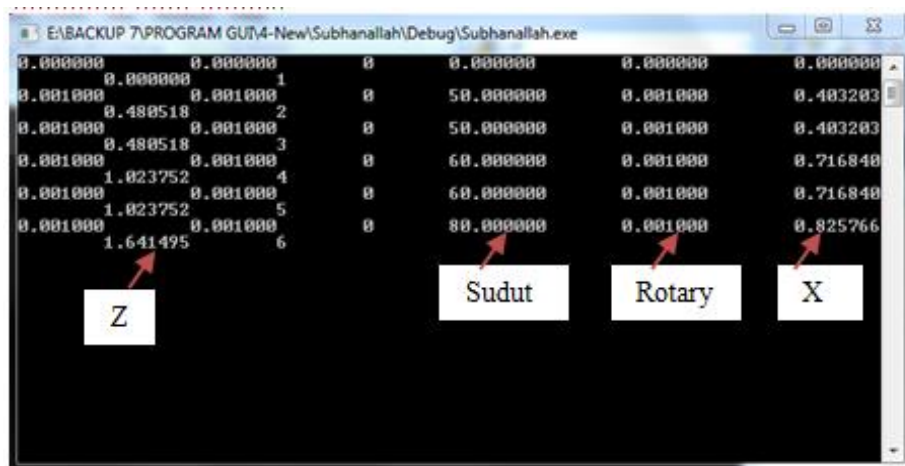 E:\BACKUP 7\PROGRAM GUI\4-New\Subhanallah\Debug\Subhanallah.exe
0.000000 0.000000 0 0.000000 0.000000 0.000000
0.000000 1
0.001000 0.001000 0 50.000000 0.001000 0.403203
0.480518 2
0.001000 0.001000 0 50.000000 0.001000 0.403203
0.480518 3
0.001000 0.001000 0 60.000000 0.001000 0.716840
1.023752 4
0.001000 0.001000 0 60.000000 0.001000 0.716840
1.023752 5
0.001000 0.001000 0 80.000000 0.001000 0.825766
1.641495 6
Z Sudut Rotary X